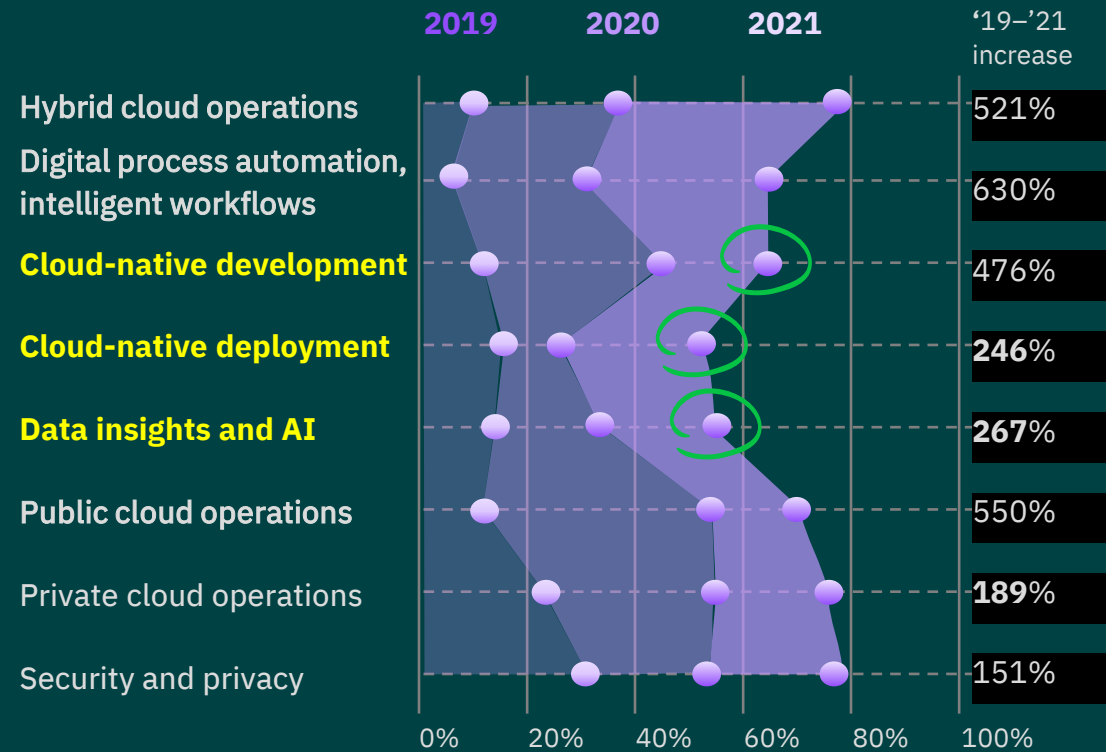 2019 2020 2021 ‘19–’21
increase
Hybrid cloud operations 521%
Digital process automation,
intelligent workflows 630%
Cloud-native development 476%
Cloud-native deployment 246%
Data insights and AI 267%
Public cloud operations 550%
Private cloud operations 189%
Security and privacy 151%
0% 20% 40% 60% 80% 100%